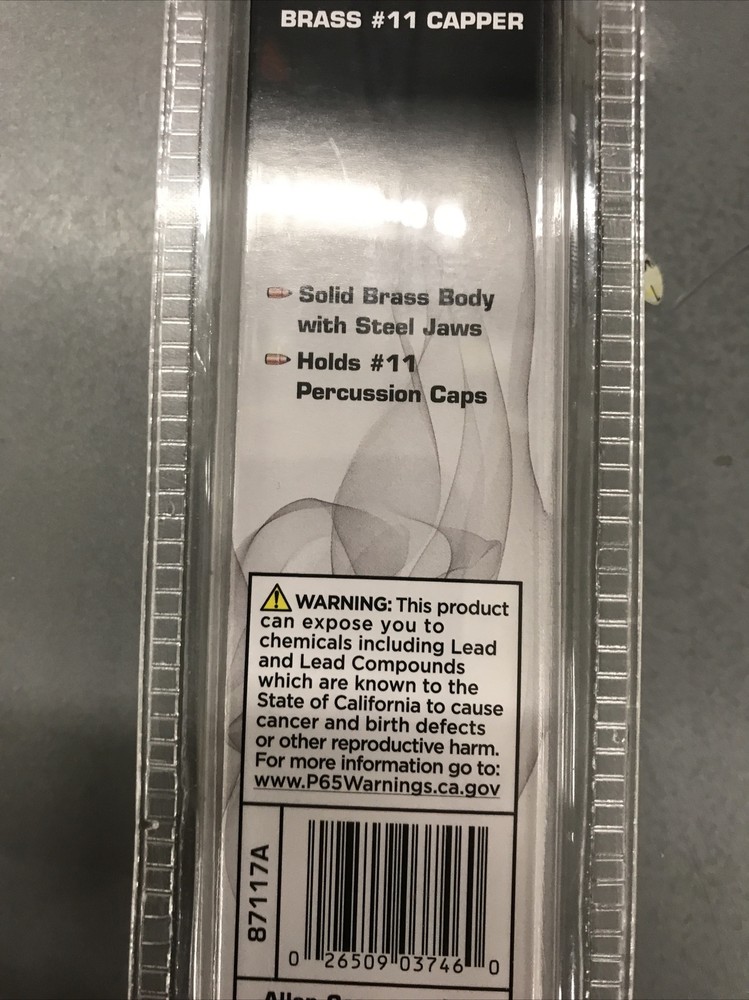 BRASS #11 CAPPER
Solid Brass Body
with Steel Jaws
Holds #11
Percussion Caps
WARNING: This product
can expose you to
chemicals including Lead
and Lead Compounds
which are known to the
State of California to cause
cancer and birth defects
or other reproductive harm.
For more information go to:
www.P65Warnings.ca.gov
87117A
0 26509 03746 0